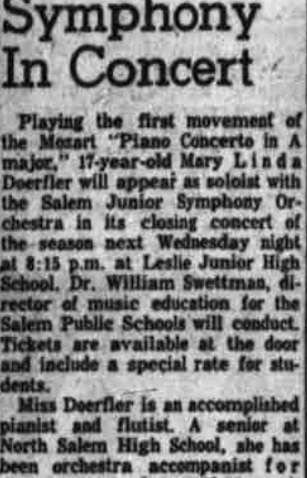 Symphony
In Concert
Playing the first movement of
the Mozart "Piano Concerto in A
major," 17-year-old Mary Linda
Doerfler will appear as soloist with
the Salem Junior Symphony Or-
chestra in its closing concert of
the season next Wednesday night
at 8:15 p.m. at Leslie Junior High
School. Dr. William Swettman, di-
rector of music education for the
Salem Public Schools will conduct.
Tickets are available at the door
and include a special rate for stu-
dents.
Miss Doerfler is an accomplished
pianist and flutist. A senior at
North Salem High School, she has
been orchestra accompanist for